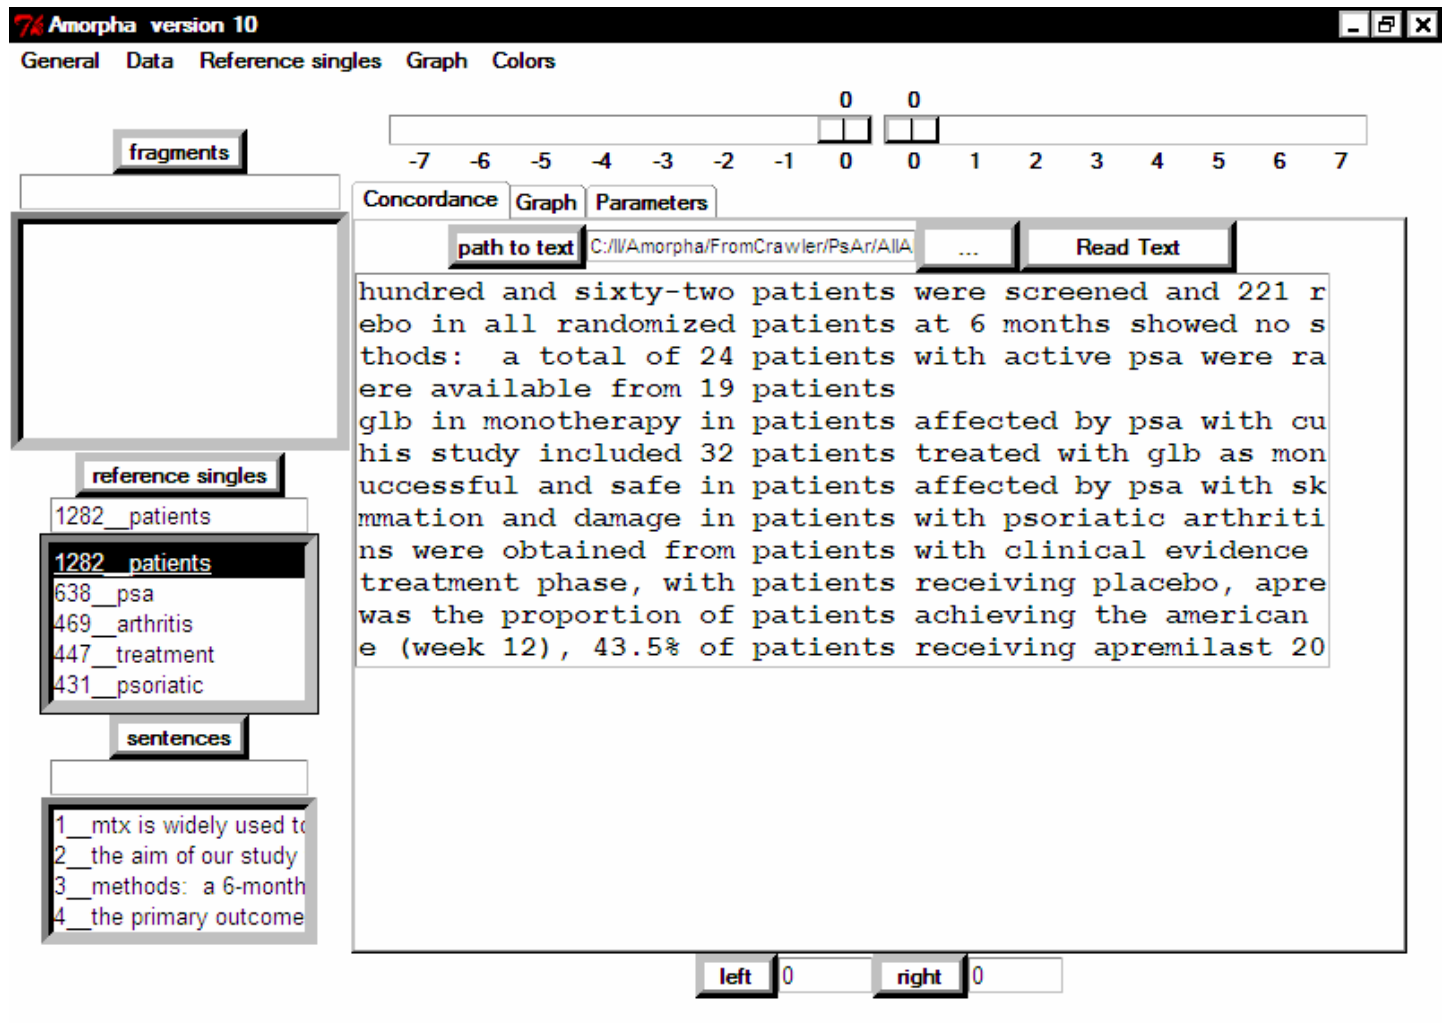 Amorpha version 10
General Data Reference singles Graph Colors
0 0
-7 -6 -5 -4 -3 -2 -1 0 0 1 2 3 4 5 6 7
fragments
Concordance Graph Parameters
path to text C:/II/Amorpha/FromCrawler/PsAr/AllA ... Read Text
hundred and sixty-two patients were screened and 221 r
ebo in all randomized patients at 6 months showed no s
thods:  a total of 24 patients with active psa were ra
ere available from 19 patients
glb in monotherapy in patients affected by psa with cu
his study included 32 patients treated with glb as mon
uccessful and safe in patients affected by psa with sk
mmation and damage in patients with psoriatic arthriti
ns were obtained from patients with clinical evidence
treatment phase, with patients receiving placebo, apre
was the proportion of patients achieving the american
e (week 12), 43.5% of patients receiving apremilast 20
reference singles
1282__patients
1282__patients
638__psa
469__arthritis
447__treatment
431__psoriatic
sentences
1__mtx is widely used to
2__the aim of our study
3__methods:  a 6-month
4__the primary outcome
left 0 right 0